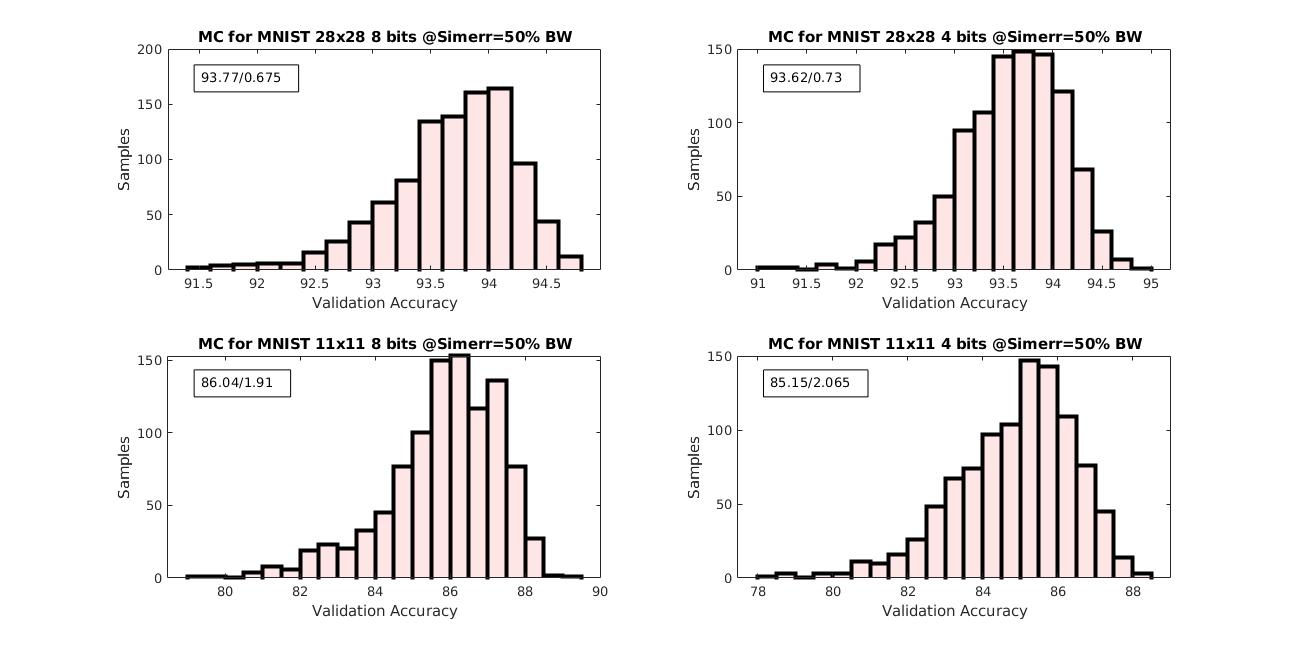 MC for MNIST 28x28 8 bits @Simerr=50% BW
200
150
100
50
0
93.77/0.675
Samples
91.5 92 92.5 93 93.5 94 94.5
Validation Accuracy
MC for MNIST 28x28 4 bits @Simerr=50% BW
150
100
50
0
93.62/0.73
Samples
91 91.5 92 92.5 93 93.5 94 94.5 95
Validation Accuracy
MC for MNIST 11x11 8 bits @Simerr=50% BW
150
100
50
0
86.04/1.91
Samples
80 82 84 86 88 90
Validation Accuracy
MC for MNIST 11x11 4 bits @Simerr=50% BW
150
100
50
0
85.15/2.065
Samples
78 80 82 84 86 88
Validation Accuracy